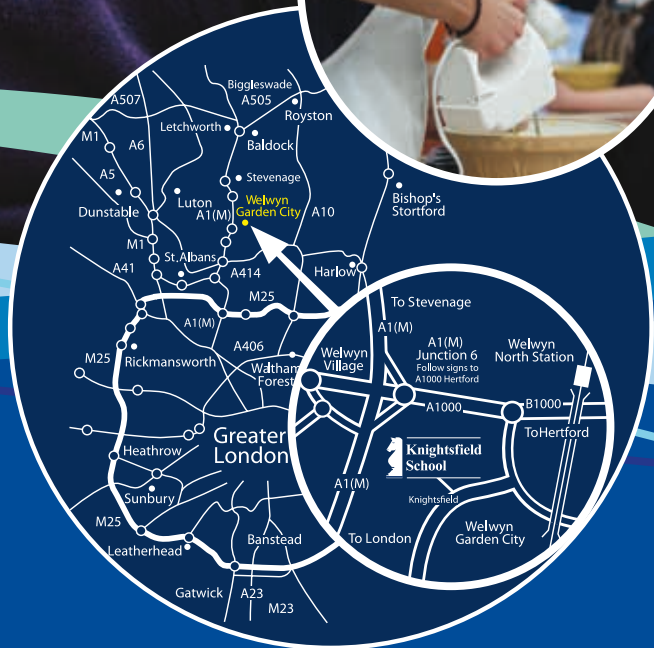 Biggleswade
A507
A505
Royston
Letchworth
M1
A6
Baldock
A5
Stevenage
Luton
Welwyn
Garden City
Dunstable
A1(M)
A10
Bishop's
Stortford
M1
St.Albans
A41
A414
Harlow
M25
A1(M)
A406
M25
Rickmansworth
Waltham
Forest
Greater
London
Heathrow
Sunbury
M25
Leatherhead
Banstead
Gatwick
A23
M23
To Stevenage
A1(M)
A1(M)
Junction 6
Follow signs to
A1000 Hertford
Welwyn
North Station
Welwyn
Village
A1000
B1000
ToHertford
Knightsfield
School
A1(M)
Knightsfield
To London
Welwyn
Garden City